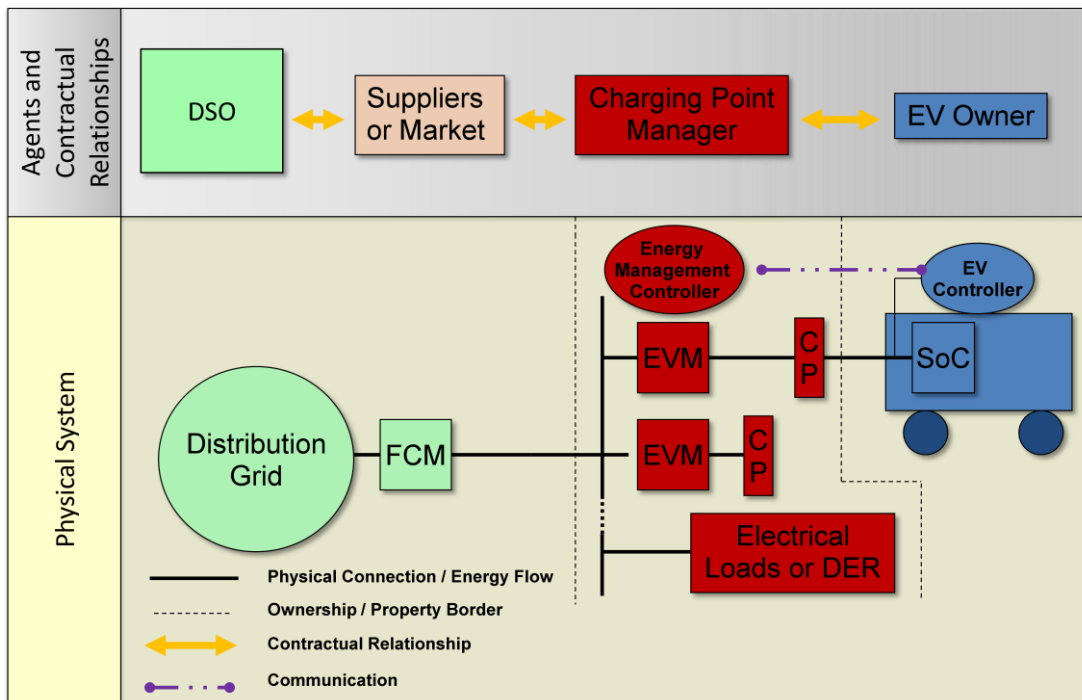 Agents and
Contractual
Relationships
DSO
Suppliers
or Market
Charging Point
Manager
EV Owner
Physical System
Energy
Management
Controller
EV
Controller
EVM
C
P
SoC
Distribution
Grid
FCM
EVM
C
P
Electrical
Loads or DER
Physical Connection / Energy Flow
Ownership / Property Border
Contractual Relationship
Communication